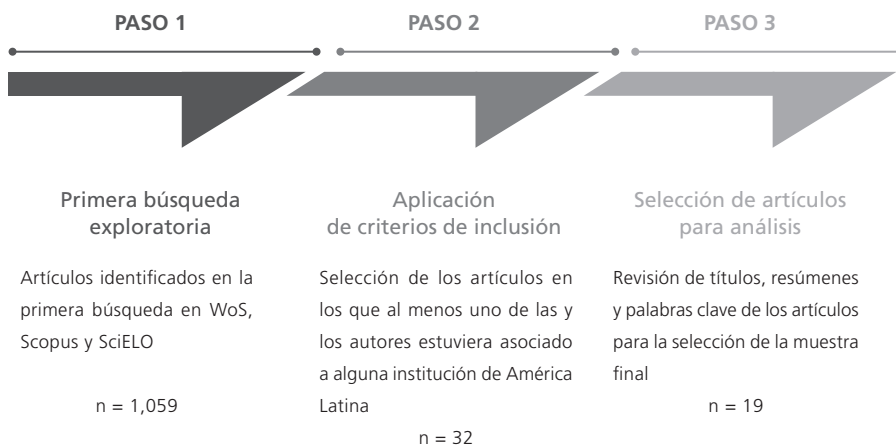 PASO 1
PASO 2
PASO 3
Primera búsqueda
exploratoria
Artículos identificados en la
primera búsqueda en WoS,
Scopus y SciELO
n = 1,059
Aplicación
de criterios de inclusión
Selección de los artículos en
los que al menos uno de las y
los autores estuviera asociado
a alguna institución de América
Latina
n = 32
Selección de artículos
para análisis
Revisión de títulos, resúmenes
y palabras clave de los artículos
para la selección de la muestra
final
n = 19